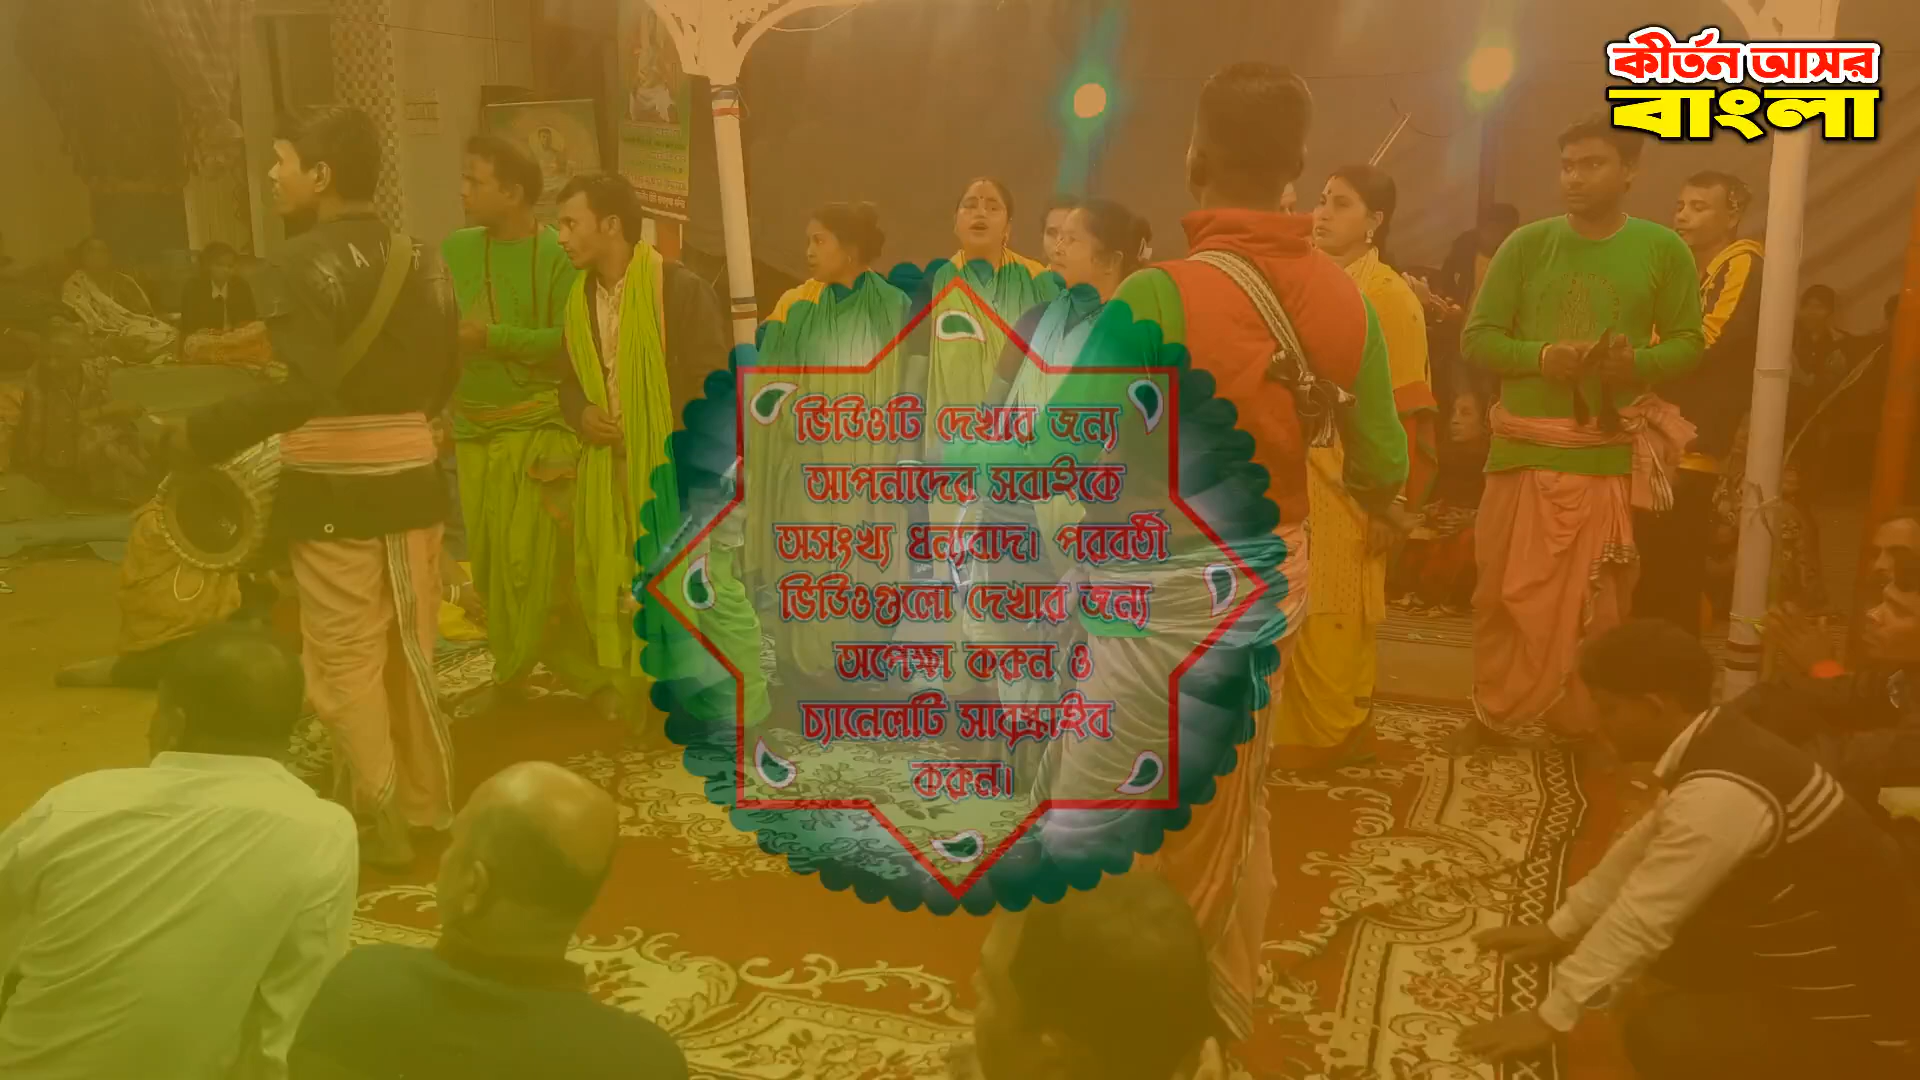 কীর্তন আসর
বাংলা
ভিডিওটি দেখার জন্য
আপনাদের সবাইকে
অসংখ্য ধন্যবাদ। পরবর্তী
ভিডিওগুলো দেখার জন্য
অপেক্ষা করুন ও
চ্যানেলটি সাবস্ক্রাইব
করুন।